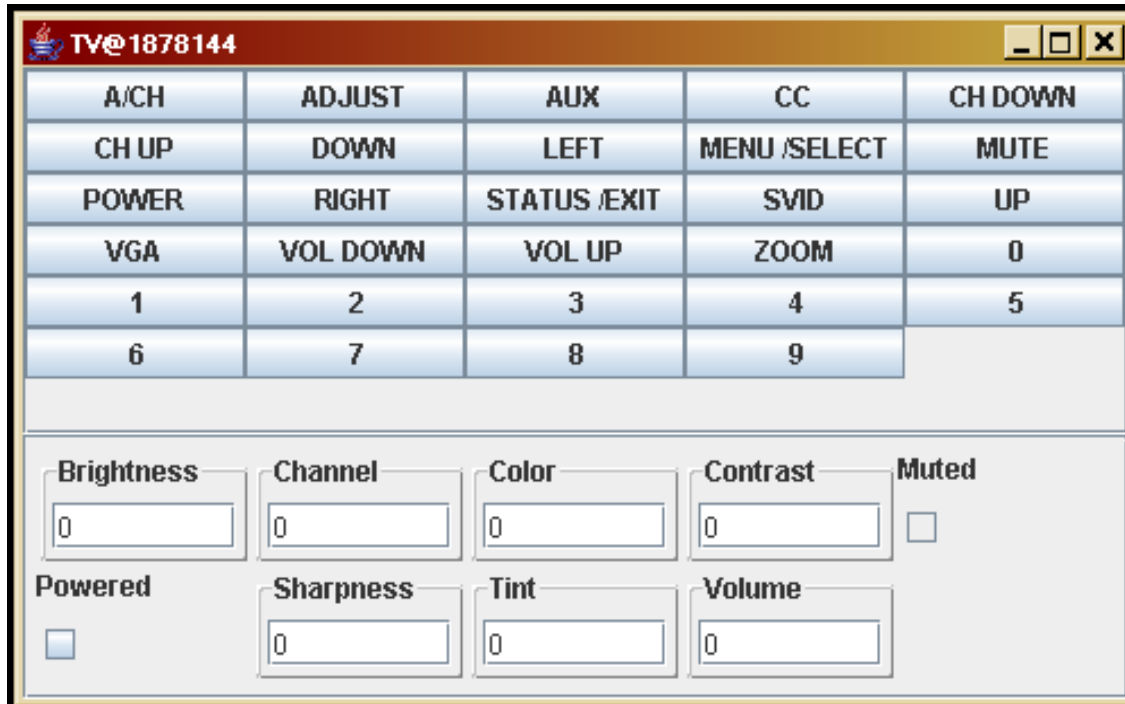 TV@1878144
A/CH ADJUST AUX CC CH DOWN
CH UP DOWN LEFT MENU /SELECT MUTE
POWER RIGHT STATUS /EXIT SVID UP
VGA VOL DOWN VOL UP ZOOM 0
1 2 3 4 5
6 7 8 9
Brightness Channel Color Contrast Muted
0 0 0 0
Powered Sharpness Tint Volume
0 0 0